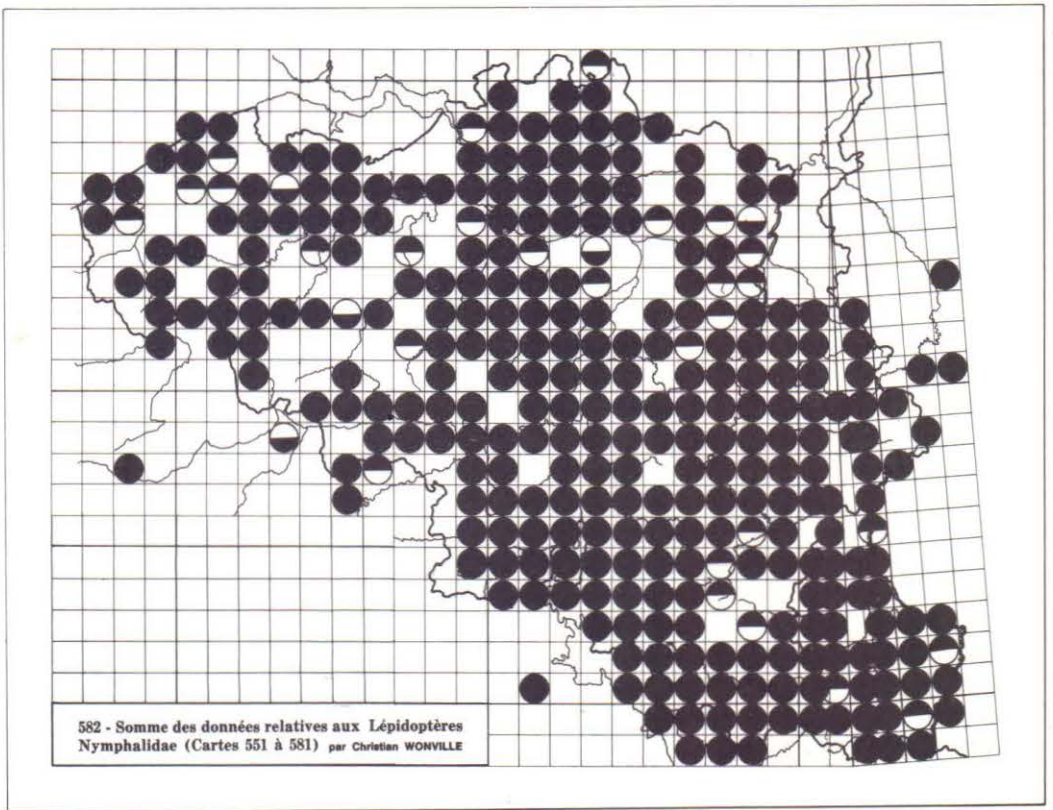 582 - Somme des données relatives aux Lépidoptères
Nymphalidae (Cartes 551 à 581) par Christian WONVILLE